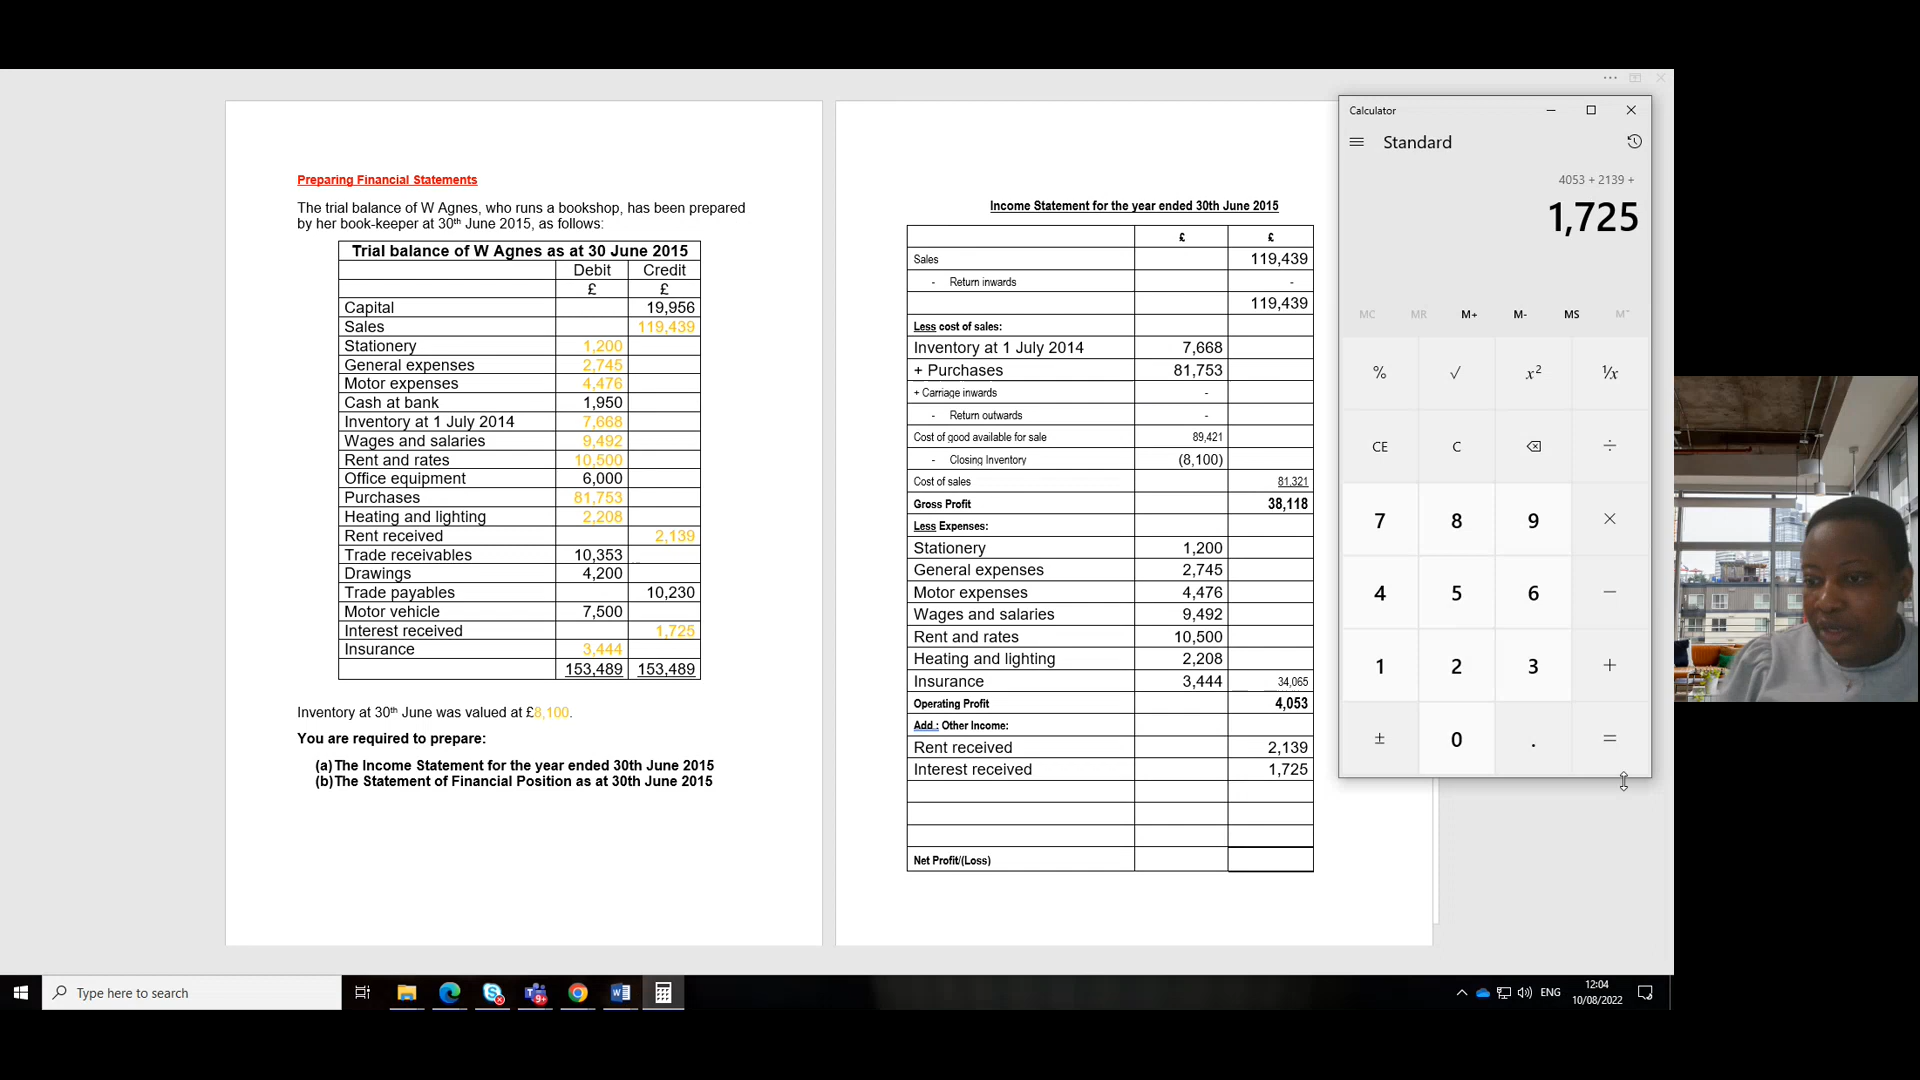 Preparing Financial Statements
The trial balance of W Agnes, who runs a bookshop, has been prepared
by her book-keeper at 30th June 2015, as follows:
Trial balance of W Agnes as at 30 June 2015
Debit Credit
£ £
Capital 19,956
Sales 119,439
Stationery 1,200
General expenses 2,745
Motor expenses 4,476
Cash at bank 1,950
Inventory at 1 July 2014 7,668
Wages and salaries 9,492
Rent and rates 10,500
Office equipment 6,000
Purchases 81,753
Heating and lighting 2,208
Rent received 2,139
Trade receivables 10,353
Drawings 4,200
Trade payables 10,230
Motor vehicle 7,500
Interest received 1,725
Insurance 3,444
153,489 153,489
Inventory at 30th June was valued at £8,100.
You are required to prepare:
(a)The Income Statement for the year ended 30th June 2015
(b)The Statement of Financial Position as at 30th June 2015
Income Statement for the year ended 30th June 2015
£ £
Sales 119,439
- Return inwards -
119,439
Less cost of sales:
Inventory at 1 July 2014 7,668
+ Purchases 81,753
+ Carriage inwards -
- Return outwards -
Cost of good available for sale 89,421
- Closing Inventory (8,100)
Cost of sales 81,321
Gross Profit 38,118
Less Expenses:
Stationery 1,200
General expenses 2,745
Motor expenses 4,476
Wages and salaries 9,492
Rent and rates 10,500
Heating and lighting 2,208
Insurance 3,444 34,065
Operating Profit 4,053
Add : Other Income:
Rent received 2,139
Interest received 1,725
Net Profit/(Loss)
Calculator
Standard
4053 + 2139 +
1,725
MC MR M+ M- MS M˅
% √ x² ¹/x
CE C ÷
7 8 9 ×
4 5 6 −
1 2 3 +
± 0 . =
Type here to search
9+
ENG
12:04
10/08/2022